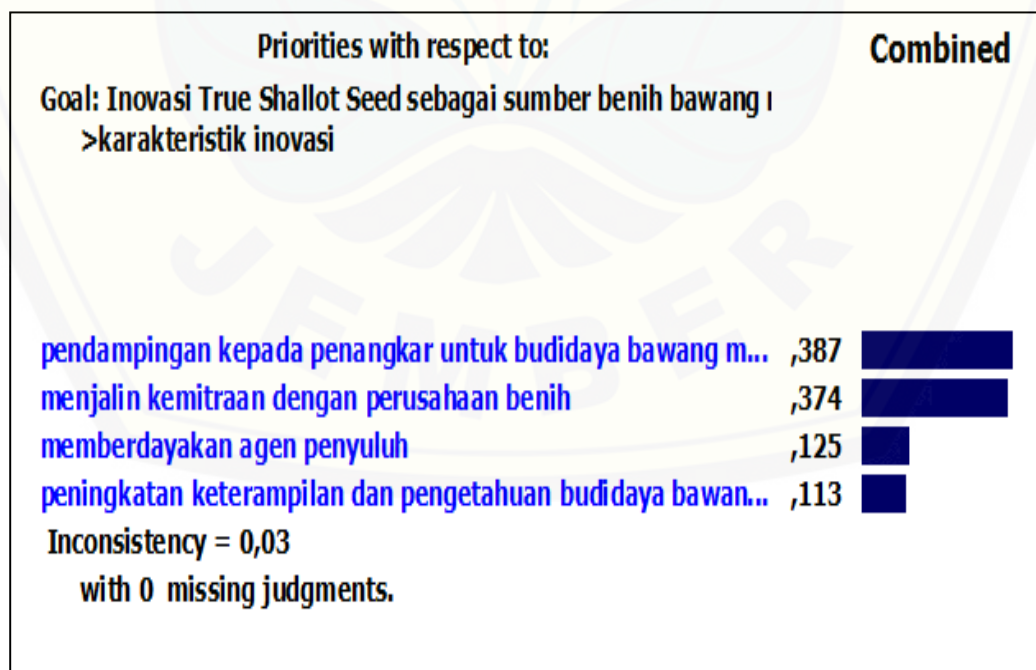 Priorities with respect to:
Combined
Goal: Inovasi True Shallot Seed sebagai sumber benih bawang
>karakteristik inovasi
JEMBER
pendampingan kepada penangkar untuk budidaya bawang m... ,387
menjalin kemitraan dengan perusahaan benih ,374
memberdayakan agen penyuluh ,125
peningkatan keterampilan dan pengetahuan budidaya bawan... ,113
Inconsistency = 0,03
with 0 missing judgments.